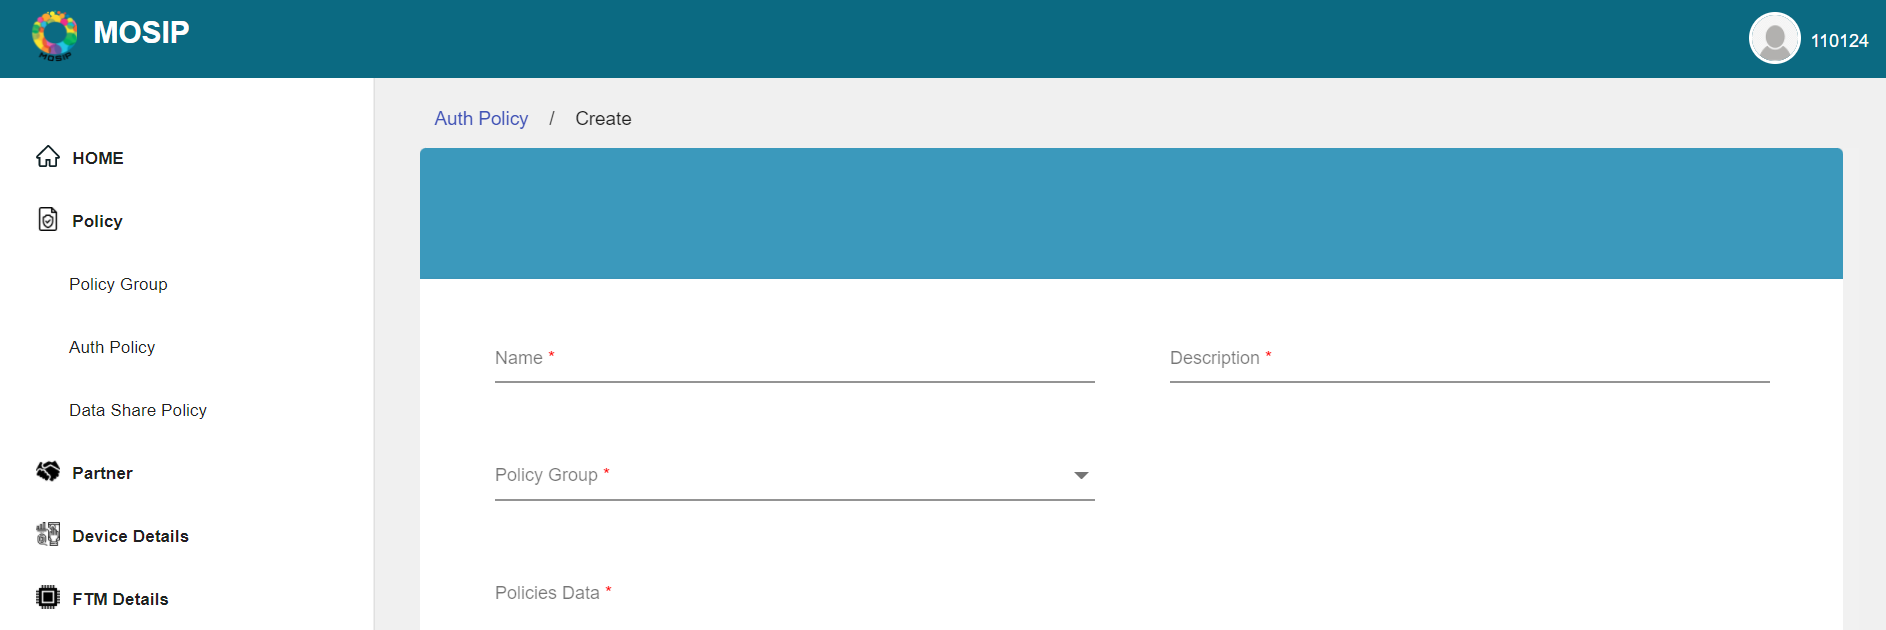 MOSIP
MOSIP
110124
Auth Policy / Create
HOME
Policy
Policy Group
Auth Policy
Data Share Policy
Partner
Device Details
FTM Details
Name *
Description *
Policy Group *
Policies Data *